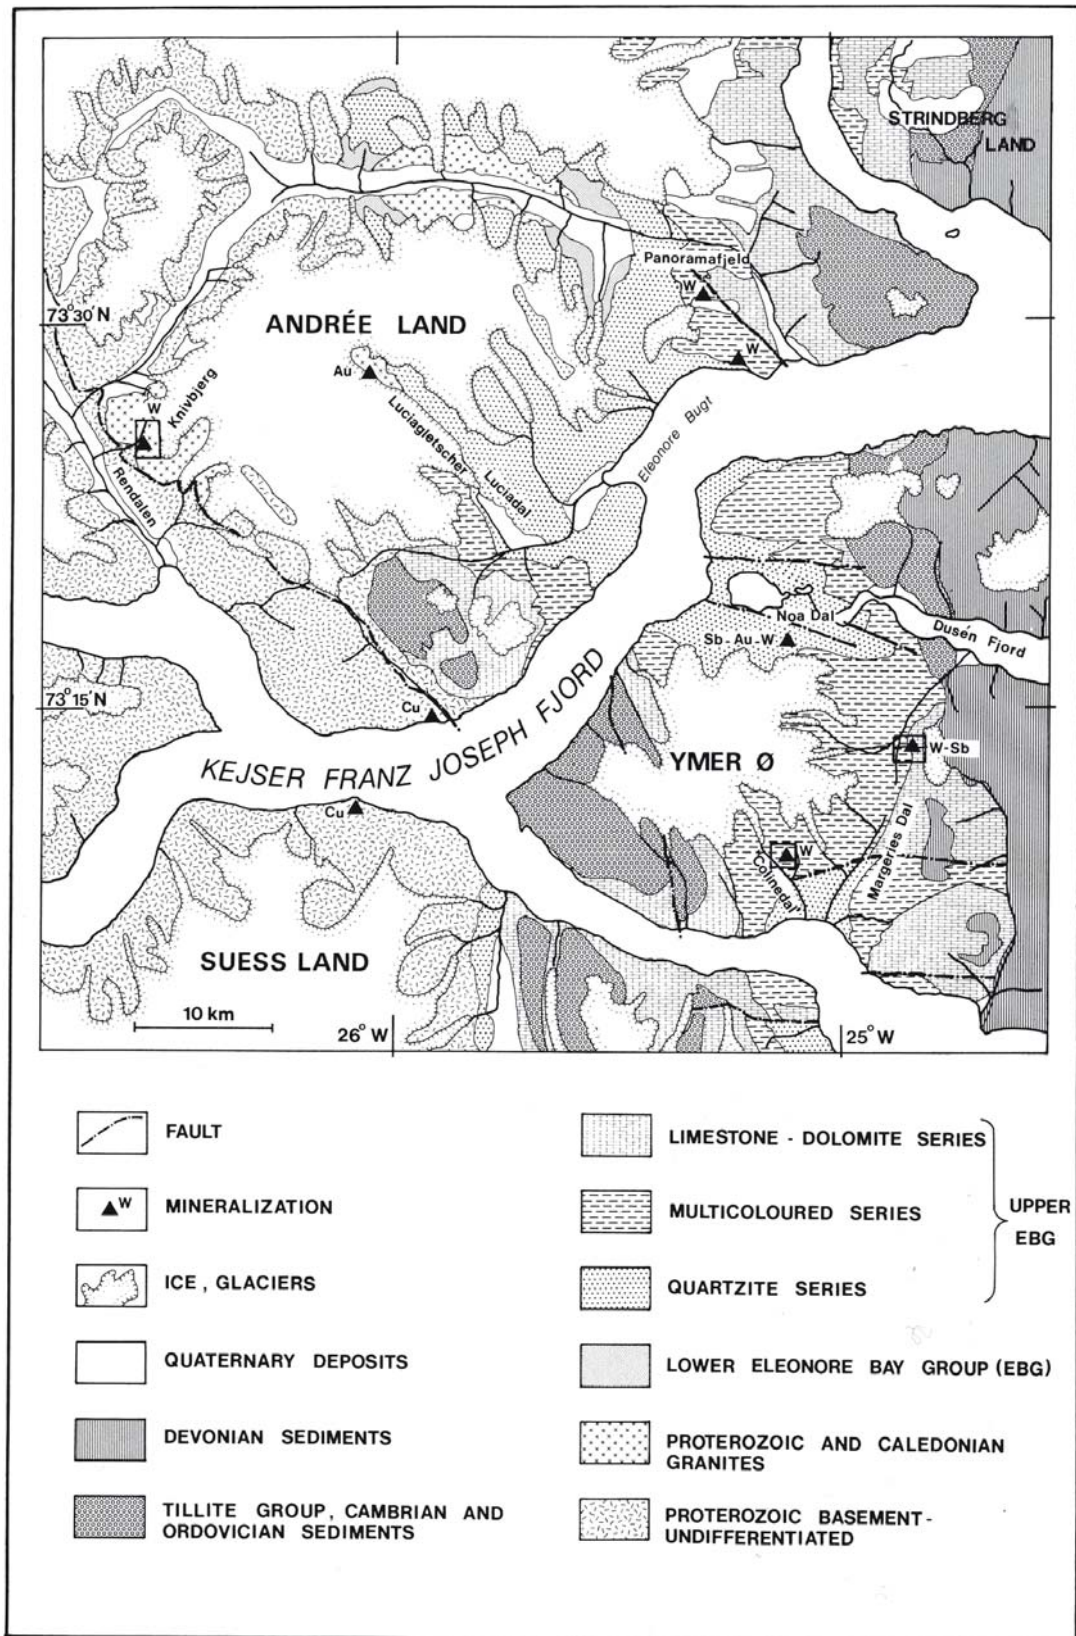 STRINDBERG
LAND
Panoramafjeld
W
73°30'N
ANDRÉE LAND
W
Au
W
Knivbjerg
Luciagletscher
Eleonore Bugt
Rendalen
Luciadal
Noa Dal
Sb-Au-W
Dusén Fjord
73°15'N
Cu
KEJSER FRANZ JOSEPH FJORD
YMER Ø
W-Sb
Cu
W
Margeries Dal
Collinedal
SUESS LAND
10 km
26°W
25°W
FAULT
W
MINERALIZATION
ICE, GLACIERS
QUATERNARY DEPOSITS
DEVONIAN SEDIMENTS
TILLITE GROUP, CAMBRIAN AND
ORDOVICIAN SEDIMENTS
LIMESTONE - DOLOMITE SERIES
MULTICOLOURED SERIES
QUARTZITE SERIES
UPPER
EBG
LOWER ELEONORE BAY GROUP (EBG)
PROTEROZOIC AND CALEDONIAN
GRANITES
PROTEROZOIC BASEMENT-
UNDIFFERENTIATED